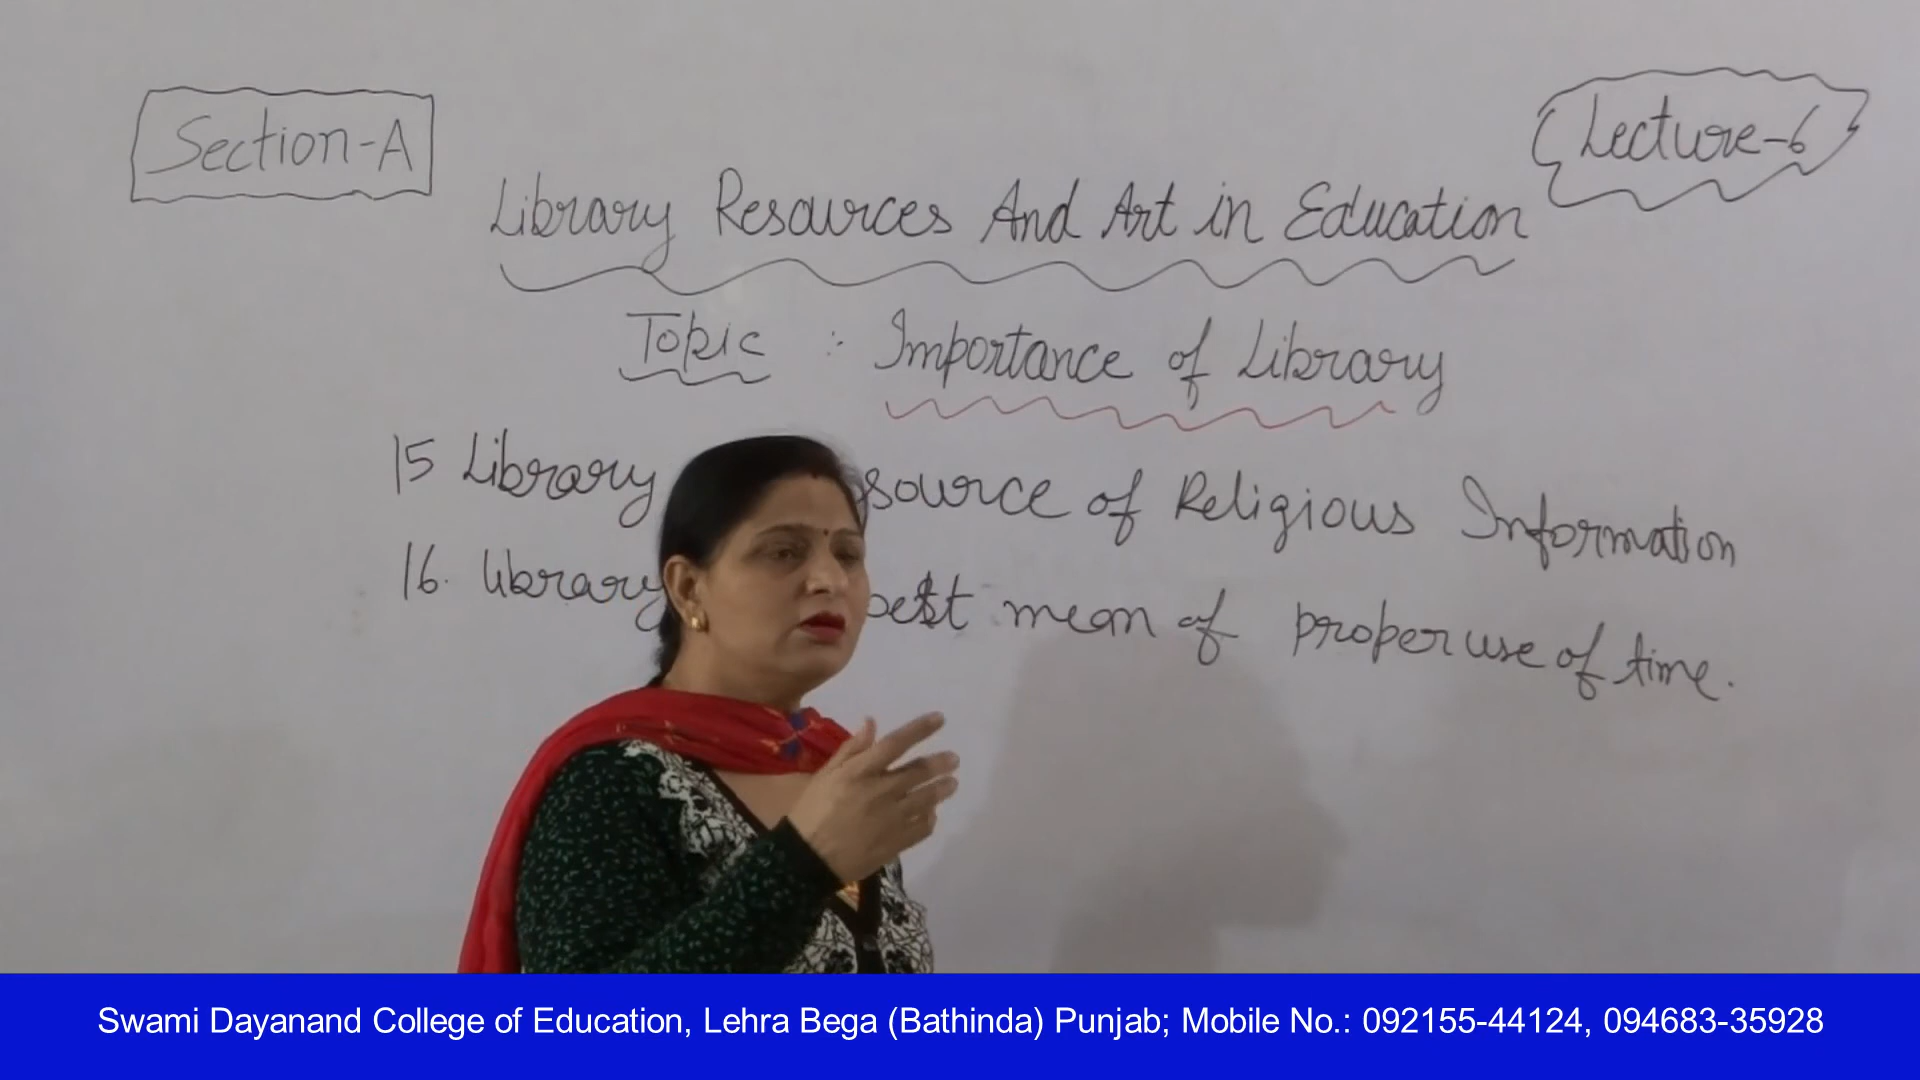 Section-A
Lecture-6
Library Resources And Art in Education
Topic :- Importance of Library
15 Library source of Religious Information
16. library best mean of proper use of time.
Swami Dayanand College of Education, Lehra Bega (Bathinda) Punjab; Mobile No.: 092155-44124, 094683-35928